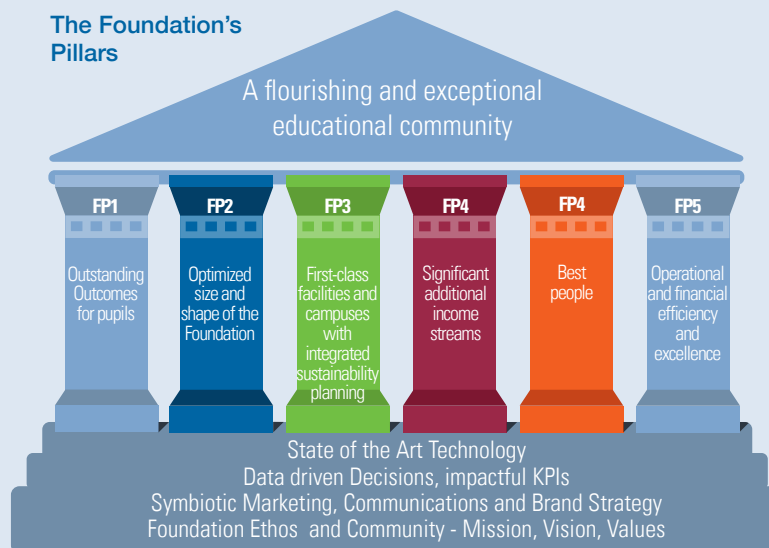 The Foundation's
Pillars
A flourishing and exceptional
educational community
FP1
Outstanding
Outcomes
for pupils
FP2
Optimized
size and
shape of the
Foundation
FP3
First-class
facilities and
campuses
with
integrated
sustainability
planning
FP4
Significant
additional
income
streams
FP4
Best
people
FP5
Operational
and financial
efficiency
and
excellence
State of the Art Technology
Data driven Decisions, impactful KPIs
Symbiotic Marketing, Communications and Brand Strategy
Foundation Ethos and Community - Mission, Vision, Values